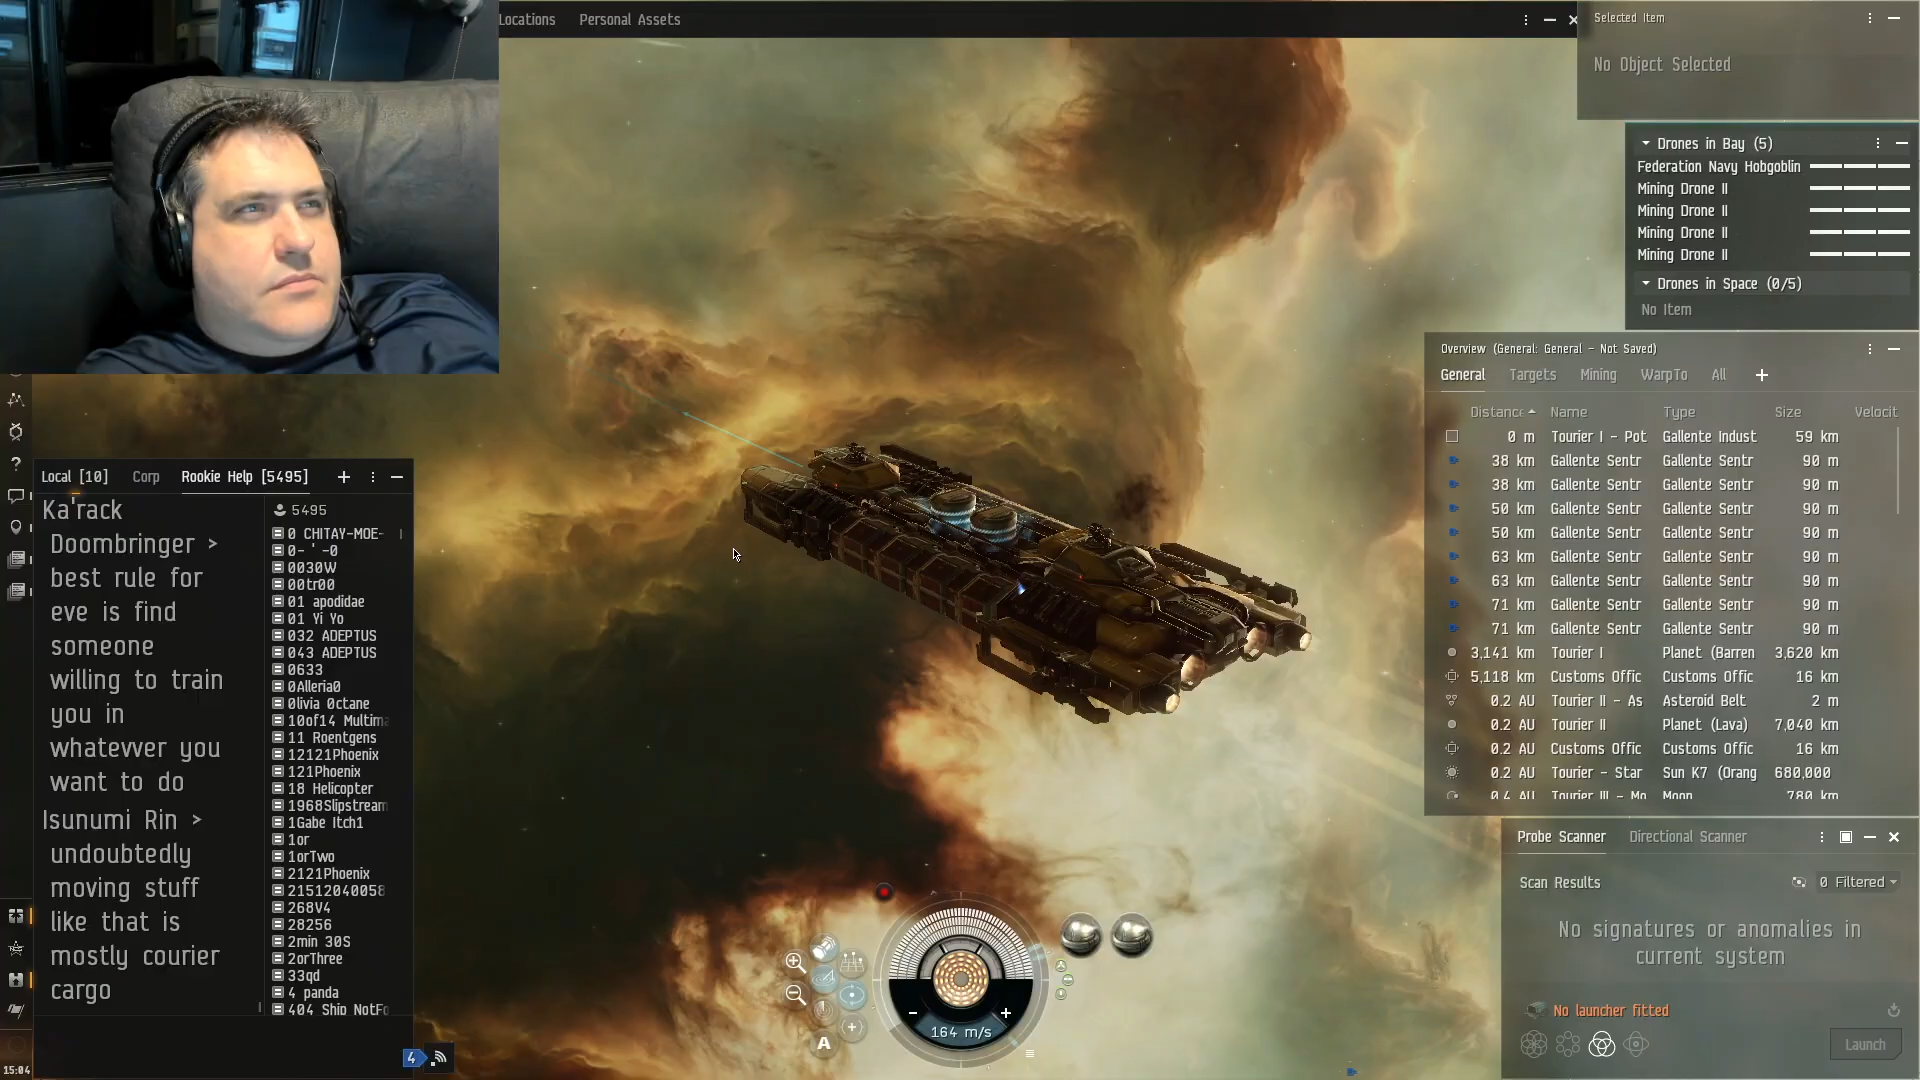 Locations Personal Assets
Selected Item
No Object Selected
Drones in Bay (5)
Federation Navy Hobgoblin
Mining Drone II
Mining Drone II
Mining Drone II
Mining Drone II
Drones in Space (0/5)
No Item
Overview (General: General - Not Saved)
General Targets Mining WarpTo All +
Distance Name Type Size Velocit
0 m Tourier I - Pot Gallente Indust 59 km
38 km Gallente Sentr Gallente Sentr 90 m
38 km Gallente Sentr Gallente Sentr 90 m
50 km Gallente Sentr Gallente Sentr 90 m
50 km Gallente Sentr Gallente Sentr 90 m
63 km Gallente Sentr Gallente Sentr 90 m
63 km Gallente Sentr Gallente Sentr 90 m
71 km Gallente Sentr Gallente Sentr 90 m
71 km Gallente Sentr Gallente Sentr 90 m
3,141 km Tourier I Planet (Barren 3,620 km
5,118 km Customs Offic Customs Offic 16 km
0.2 AU Tourier II - As Asteroid Belt 2 m
0.2 AU Tourier II Planet (Lava) 7,040 km
0.2 AU Customs Offic Customs Offic 16 km
0.2 AU Tourier - Star Sun K7 (Orang 680,000
0.4 AU Tourier III - Mo Moon 780 km
Probe Scanner Directional Scanner
Scan Results 0 Filtered
No signatures or anomalies in
current system
No launcher fitted
Launch
Local [10] Corp Rookie Help [5495] +
Ka'rack
Doombringer >
best rule for
eve is find
someone
willing to train
you in
whatevver you
want to do
Isunumi Rin >
undoubtedly
moving stuff
like that is
mostly courier
cargo
5495
0 CHITAY-MOE-
0- ' -0
0030W
00tr00
01 apodidae
01 Yi Yo
032 ADEPTUS
043 ADEPTUS
0633
0Alleria0
0livia 0ctane
10of14 Multima
11 Roentgens
12121Phoenix
121Phoenix
18 Helicopter
1968Slipstream
1Gabe Itch1
1or
1orTwo
2121Phoenix
21512040058
268V4
28256
2min 30S
2orThree
33qd
4 panda
404 Ship NotFo
4
15:04
A
- +
164 m/s